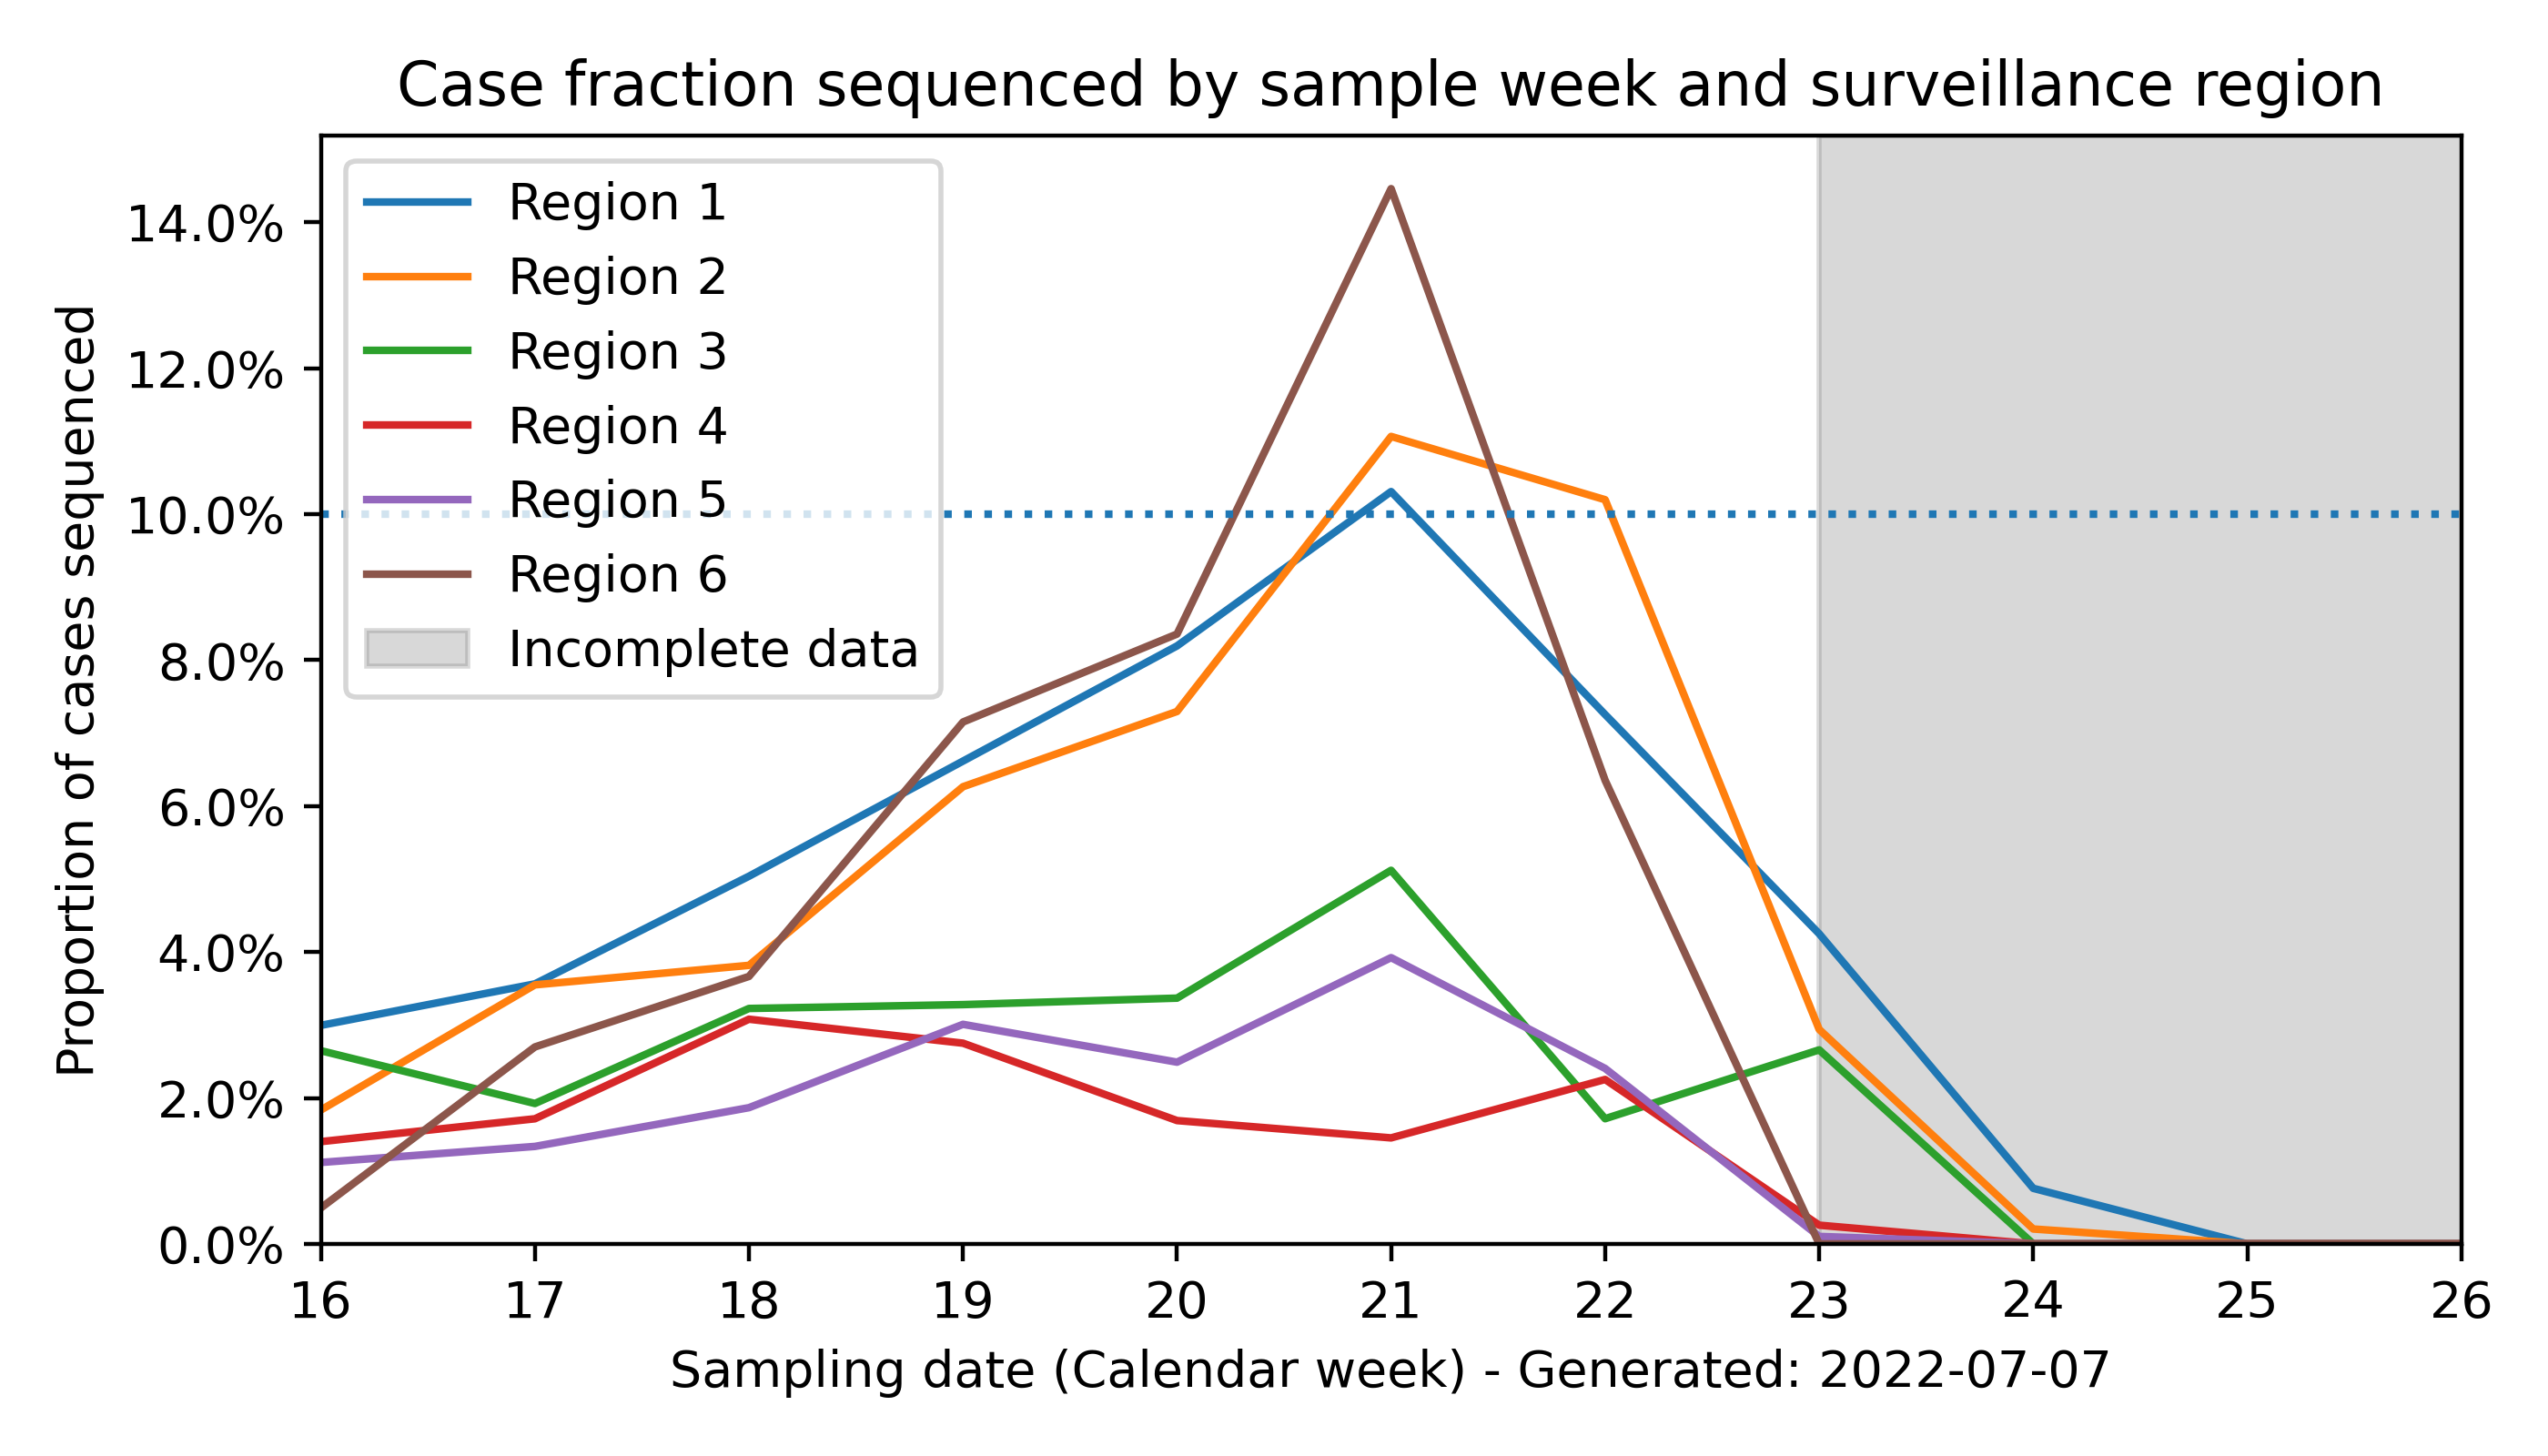 Case fraction sequenced by sample week and surveillance region
Proportion of cases sequenced
14.0%
12.0%
10.0%
8.0%
6.0%
4.0%
2.0%
0.0%
Region 1
Region 2
Region 3
Region 4
Region 5
Region 6
Incomplete data
16 17 18 19 20 21 22 23 24 25 26
Sampling date (Calendar week) - Generated: 2022-07-07